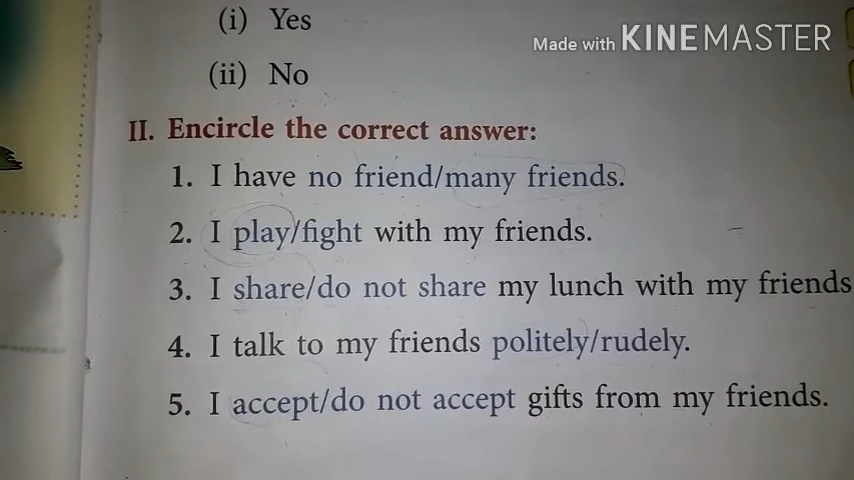 (i) Yes
Made with KINEMASTER
(ii) No
II. Encircle the correct answer:
1. I have no friend/many friends.
2. I play/fight with my friends.
3. I share/do not share my lunch with my friends
4. I talk to my friends politely/rudely.
5. I accept/do not accept gifts from my friends.